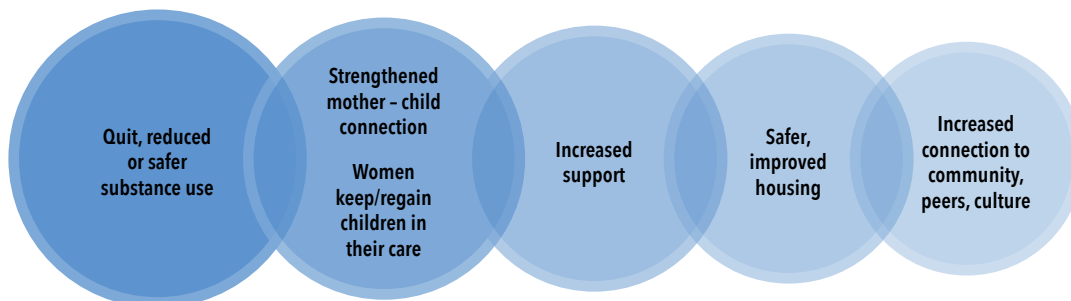 Quit, reduced
or safer
substance use
Strengthened
mother – child
connection
Women
keep/regain
children in
their care
Increased
support
Safer,
improved
housing
Increased
connection to
community,
peers, culture